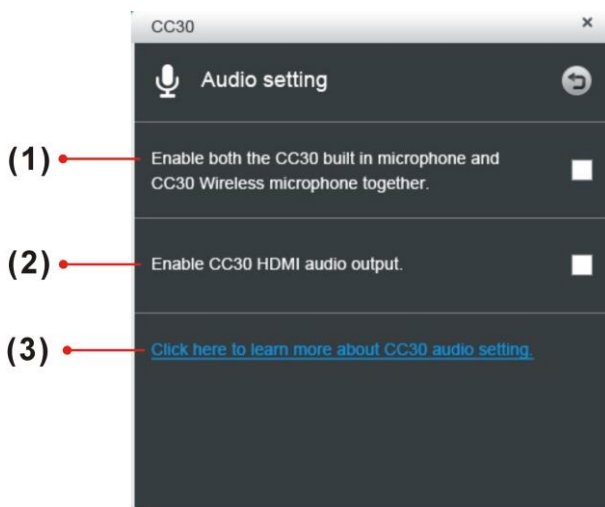 CC30 ×
Audio setting
(1) Enable both the CC30 built in microphone and
CC30 Wireless microphone together.
(2) Enable CC30 HDMI audio output.
(3) Click here to learn more about CC30 audio setting.